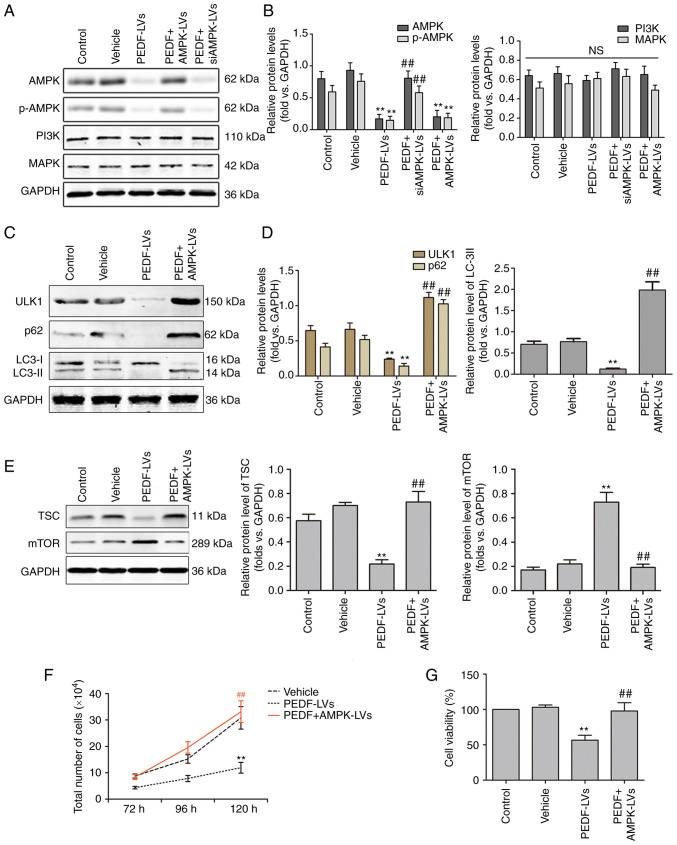 A
Control
Vehicle
PEDF-LVs
PEDF+
AMPK-LVs
PEDF+
siAMPK-LVs
AMPK
62 kDa
p-AMPK
62 kDa
PI3K
110 kDa
MAPK
42 kDa
GAPDH
36 kDa
B
AMPK
p-AMPK
Relative protein levels
(fold vs. GAPDH)
1.5
1.0
0.5
0.0
** **
##
##
** **
Control
Vehicle
PEDF-LVs
PEDF+
siAMPK-LVs
PEDF+
AMPK-LVs
PI3K
MAPK
NS
Relative protein levels
(fold vs. GAPDH)
1.0
0.8
0.6
0.4
0.2
0.0
Control
Vehicle
PEDF-LVs
PEDF+
siAMPK-LVs
PEDF+
AMPK-LVs
C
Control
Vehicle
PEDF-LVs
PEDF+
AMPK-LVs
ULK1
150 kDa
p62
62 kDa
LC3-I
16 kDa
LC3-II
14 kDa
GAPDH
36 kDa
D
ULK1
p62
Relative protein levels
(fold vs. GAPDH)
1.5
1.0
0.5
0.0
**
**
## ##
Control
Vehicle
PEDF-LVs
PEDF+
AMPK-LVs
Relative protein level of LC-3II
(fold vs. GAPDH)
2.5
2.0
1.5
1.0
0.5
0.0
**
##
Control
Vehicle
PEDF-LVs
PEDF+
AMPK-LVs
E
Control
Vehicle
PEDF-LVs
PEDF+
AMPK-LVs
TSC
11 kDa
mTOR
289 kDa
GAPDH
36 kDa
Relative protein level of TSC
(folds vs. GAPDH)
1.0
0.8
0.6
0.4
0.2
0.0
**
##
Control
Vehicle
PEDF-LVs
PEDF+
AMPK-LVs
Relative protein level of mTOR
(folds vs. GAPDH)
1.0
0.8
0.6
0.4
0.2
0.0
**
##
Control
Vehicle
PEDF-LVs
PEDF+
AMPK-LVs
F
Total number of cells (×10⁴)
40
30
20
10
0
72 h
96 h
120 h
##
**
Vehicle
PEDF-LVs
PEDF+AMPK-LVs
G
Cell viability (%)
150
100
50
0
**
##
Control
Vehicle
PEDF-LVs
PEDF+
AMPK-LVs